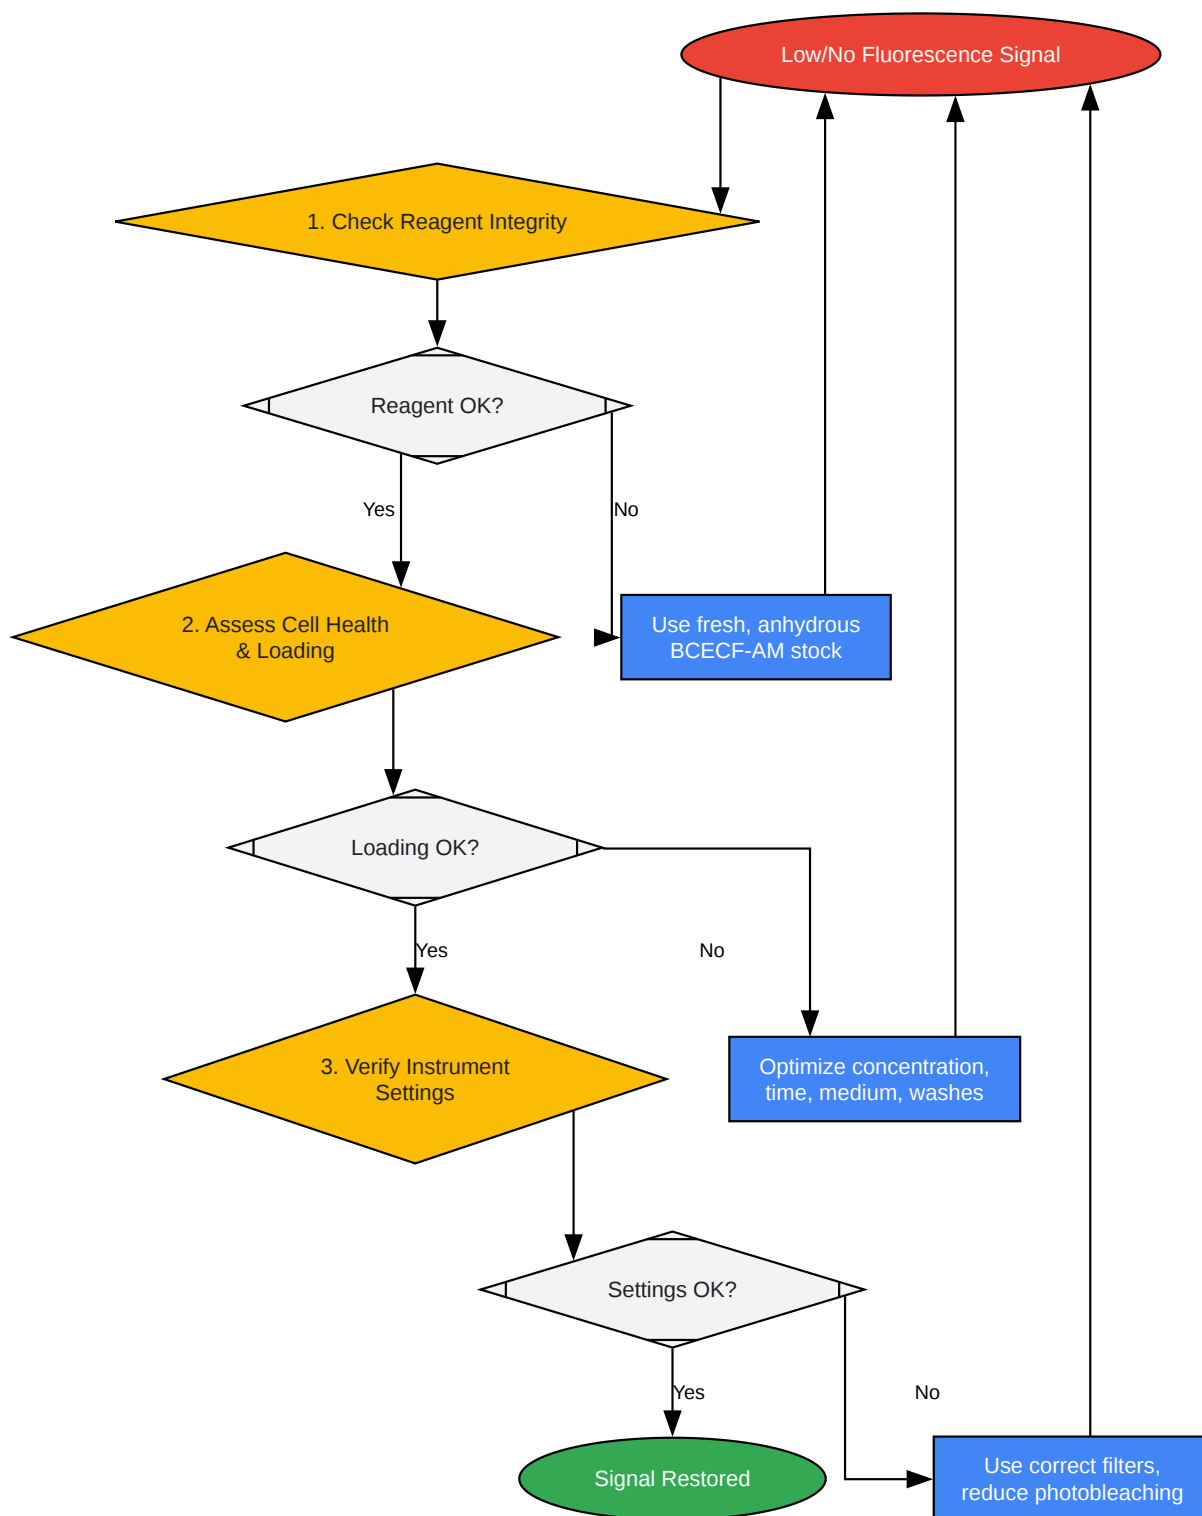 Low/No Fluorescence Signal
1. Check Reagent Integrity
Reagent OK?
Yes
No
2. Assess Cell Health
& Loading
Use fresh, anhydrous
BCECF-AM stock
Loading OK?
Yes
No
3. Verify Instrument
Settings
Optimize concentration,
time, medium, washes
Settings OK?
Yes
No
Signal Restored
Use correct filters,
reduce photobleaching